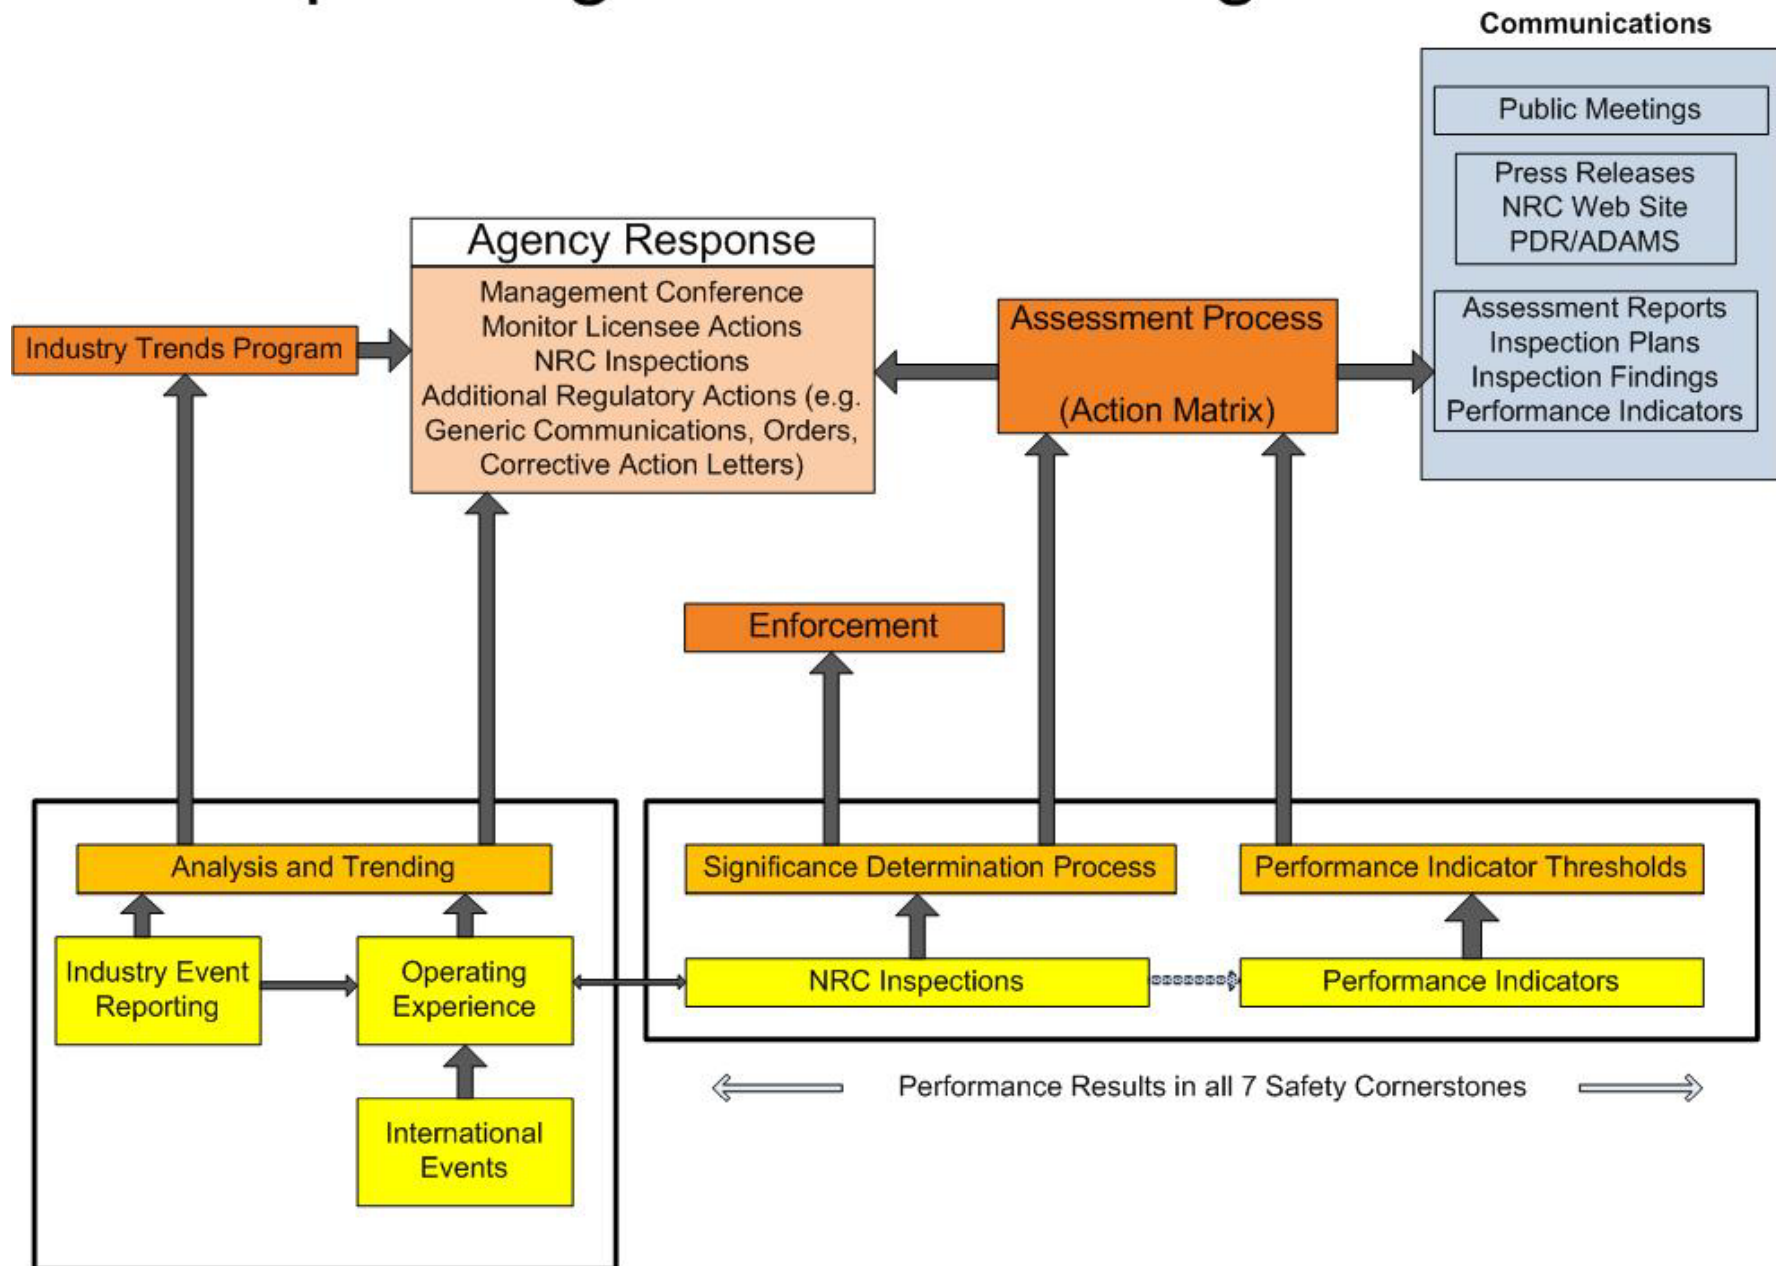 Communications
Public Meetings
Press Releases
NRC Web Site
PDR/ADAMS
Assessment Reports
Inspection Plans
Inspection Findings
Performance Indicators
Agency Response
Management Conference
Monitor Licensee Actions
NRC Inspections
Additional Regulatory Actions (e.g.
Generic Communications, Orders,
Corrective Action Letters)
Industry Trends Program
Assessment Process
(Action Matrix)
Enforcement
Analysis and Trending
Industry Event
Reporting
Operating
Experience
International
Events
Significance Determination Process
Performance Indicator Thresholds
NRC Inspections
Performance Indicators
Performance Results in all 7 Safety Cornerstones